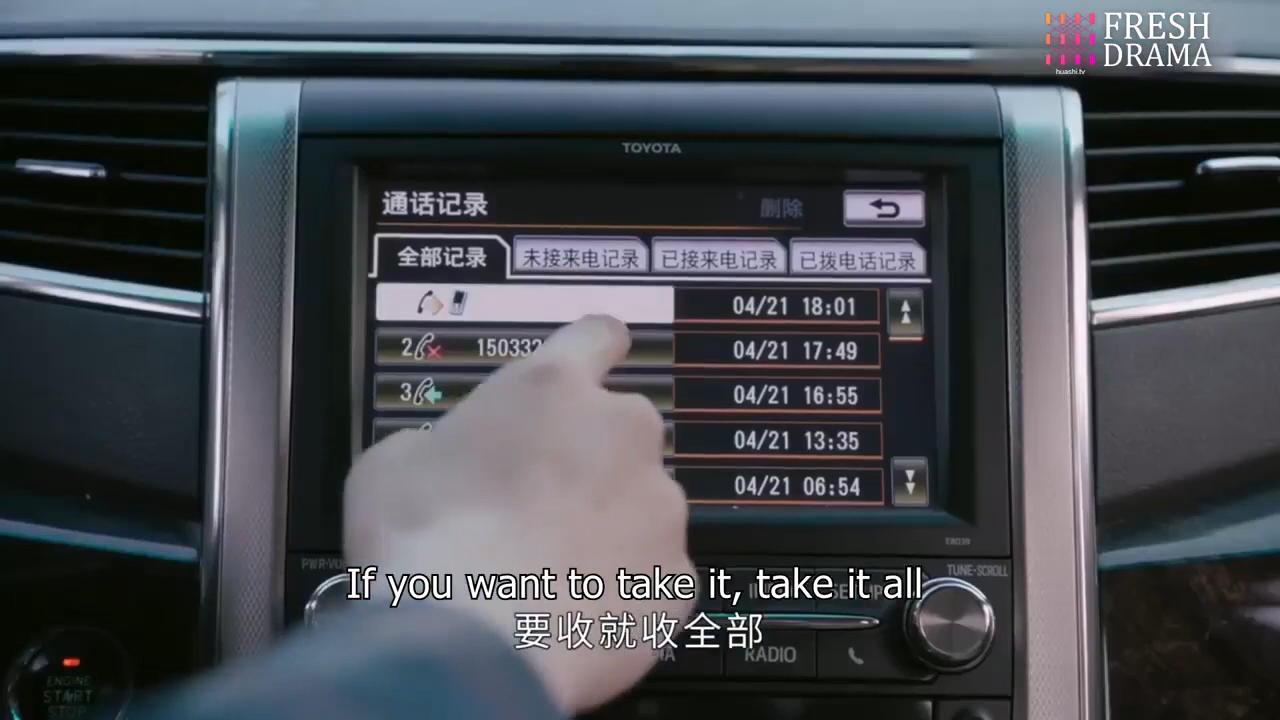 FRESH
DRAMA
huashi.tv
TOYOTA
通话记录
删除
全部记录
未接来电记录
已接来电记录
已拨电话记录
04/21 18:01
2 150332
04/21 17:49
3
04/21 16:55
04/21 13:35
04/21 06:54
TUNE·SCROLL
If you want to take it, take it all
要收就收全部
RADIO
ENGINE
START
STOP